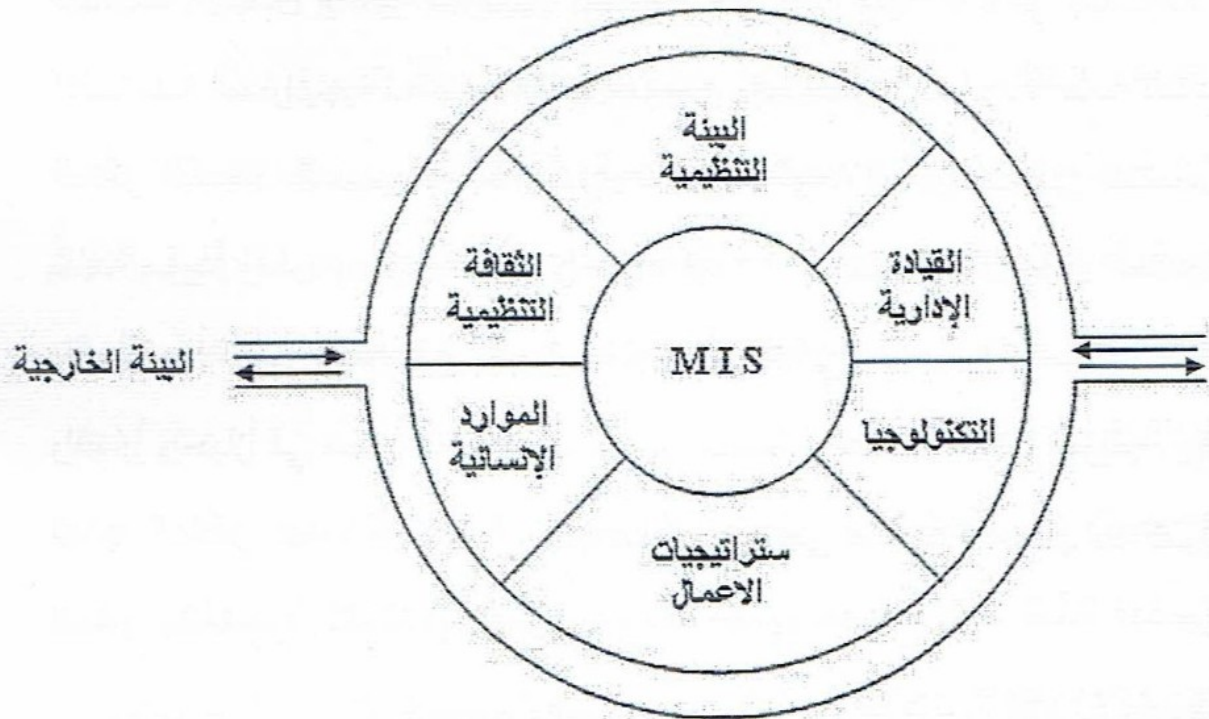 البيئة
التنظيمية
القيادة
الإدارية
الثقافة
التنظيمية
MIS
البيئة الخارجية
التكنولوجيا
الموارد
الإنسانية
ستراتيجيات
الاعمال